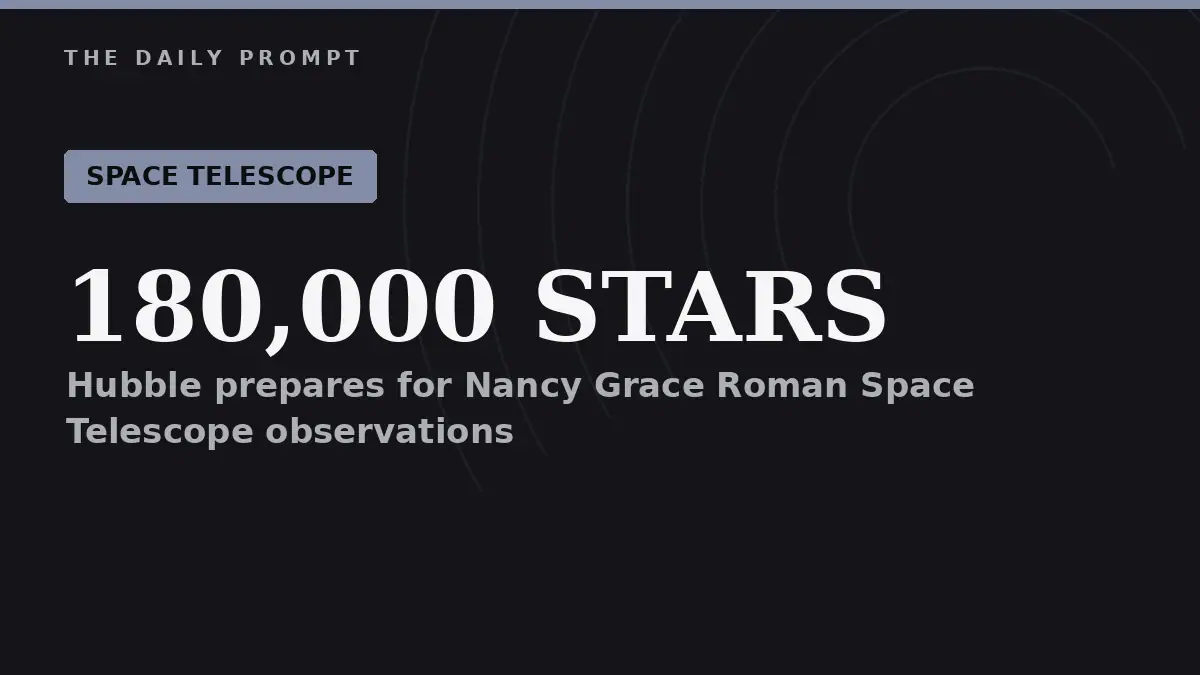 THE DAILY PROMPT
SPACE TELESCOPE
180,000 STARS
Hubble prepares for Nancy Grace Roman Space
Telescope observations